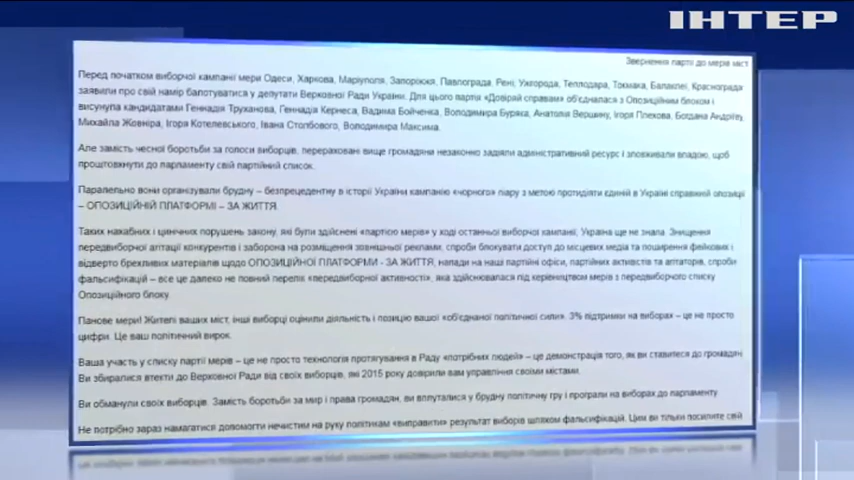 ІНТЕР
Звернення партії до мерів міст
Перед початком виборчої кампанії мери Одеси, Харкова, Маріуполя, Запоріжжя, Павлограда, Рені, Ужгорода, Теплодара, Токмака, Балаклеї, Краснограда
заявили про свій намір балотуватися у депутати Верховної Ради України. Для цього партія «Довіряй справам» об'єдналася з Опозиційним блоком і
висунула кандидатами Геннадія Труханова, Геннадія Кернеса, Вадима Бойченка, Володимира Буряка, Анатолія Вершину, Ігоря Плехова, Богдана Андріїву,
Михайла Жовніра, Ігоря Котелевського, Івана Столбового, Володимира Максима.
Але замість чесної боротьби за голоси виборців, перераховані вище громадяни незаконно задіяли адміністративний ресурс і зловживали владою, щоб
проштовхнути до парламенту свій партійний список.
Паралельно вони організували брудну – безпрецедентну в історії України кампанію «чорного» піару з метою протидіяти єдиній в Україні справжній опозиції
– ОПОЗИЦІЙНІЙ ПЛАТФОРМІ – ЗА ЖИТТЯ.
Таких нахабних і цинічних порушень закону, які були здійснені «партією мерів» у ході останньої виборчої кампанії, Україна ще не знала. Знищення
передвиборчої агітації конкурентів і заборона на розміщення зовнішньої реклами, спроби блокувати доступ до місцевих медіа та поширення фейкових і
відверто брехливих матеріалів щодо ОПОЗИЦІЙНОЇ ПЛАТФОРМИ - ЗА ЖИТТЯ, напади на наші партійні офіси, партійних активістів та агітаторів, спроби
фальсифікацій – все це далеко не повний перелік «передвиборної активності», яка здійснювалася під керівництвом мерів з передвиборчого списку
Опозиційного блоку.
Панове мери! Жителі ваших міст, інші виборці оцінили діяльність і позицію вашої «об'єднаної політичної сили». 3% підтримки на виборах – це не просто
цифри. Це ваш політичний вирок.
Ваша участь у списку партії мерів – це не просто технологія протягування в Раду «потрібних людей» – це демонстрація того, як ви ставитеся до громадян.
Ви збиралися втекти до Верховної Ради від своїх виборців, які 2015 року довірили вам управління своїми містами.
Ви обманули своїх виборців. Замість боротьби за мир і права громадян, ви вплуталися у брудну політичну гру і програли на виборах до парламенту.
Не потрібно зараз намагатися допомогти нечистим на руку політикам «виправити» результат виборів шляхом фальсифікацій. Цим ви тільки посилите свій